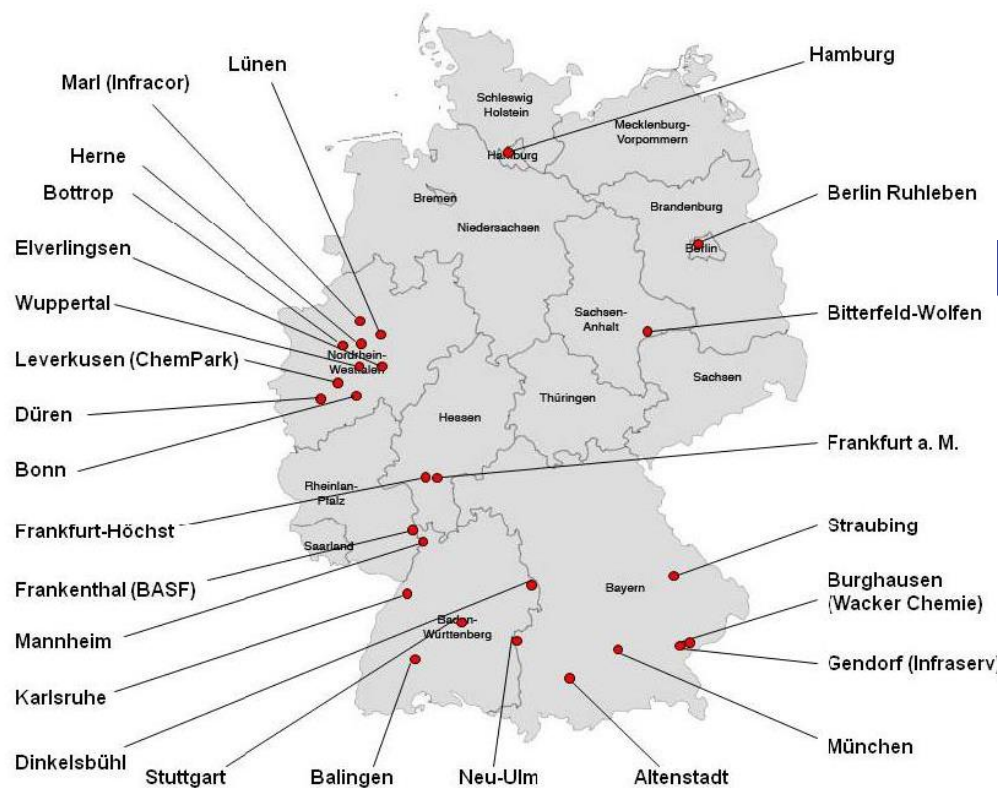 Marl (Infracor)
Lünen
Hamburg
Herne
Bottrop
Berlin Ruhleben
Elverlingsen
Wuppertal
Bitterfeld-Wolfen
Leverkusen (ChemPark)
Düren
Bonn
Frankfurt a. M.
Frankfurt-Höchst
Straubing
Frankenthal (BASF)
Burghausen
(Wacker Chemie)
Mannheim
Gendorf (Infraserv)
Karlsruhe
München
Dinkelsbühl
Stuttgart
Balingen
Neu-Ulm
Altenstadt
Schleswig
Holstein
Mecklenburg-
Vorpommern
Hamburg
Bremen
Niedersachsen
Brandenburg
Berlin
Sachsen-
Anhalt
Nordrhein-
Westfalen
Sachsen
Thüringen
Hessen
Rheinlan-
Pfalz
Saarland
Bayern
Baden-
Württenberg